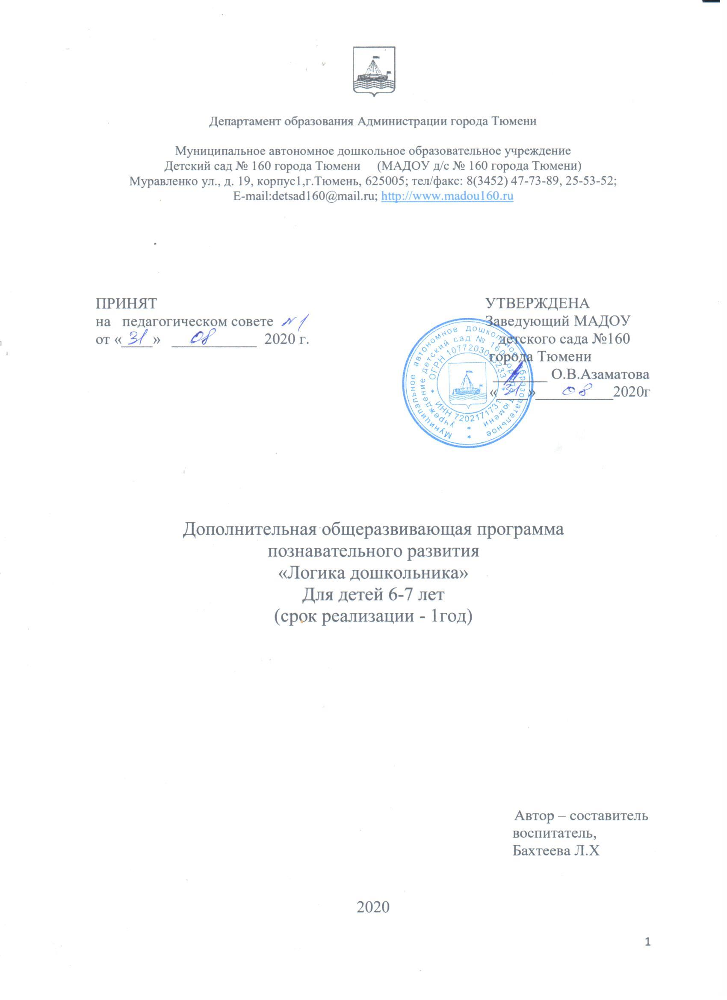 Департамент образования Администрации города Тюмени
Муниципальное автономное дошкольное образовательное учреждение
Детский сад № 160 города Тюмени (МАДОУ д/с № 160 города Тюмени)
Муравленко ул., д. 19, корпус1,г.Тюмень, 625005; тел/факс: 8(3452) 47-73-89, 25-53-52;
E-mail:detsad160@mail.ru; http://www.madou160.ru
ПРИНЯТ
на педагогическом совете №1
от «31» 08 2020 г.
УТВЕРЖДЕНА
Заведующий МАДОУ
детского сада №160
города Тюмени
О.В.Азаматова
«31» 08 2020г
Муниципальное автономное дошкольное образовательное
учреждение детский сад № 160 города Тюмени
ОГРН
ИНН 7202171731
Дополнительная общеразвивающая программа
познавательного развития
«Логика дошкольника»
Для детей 6-7 лет
(срок реализации - 1год)
Автор – составитель
воспитатель,
Бахтеева Л.Х
2020
1